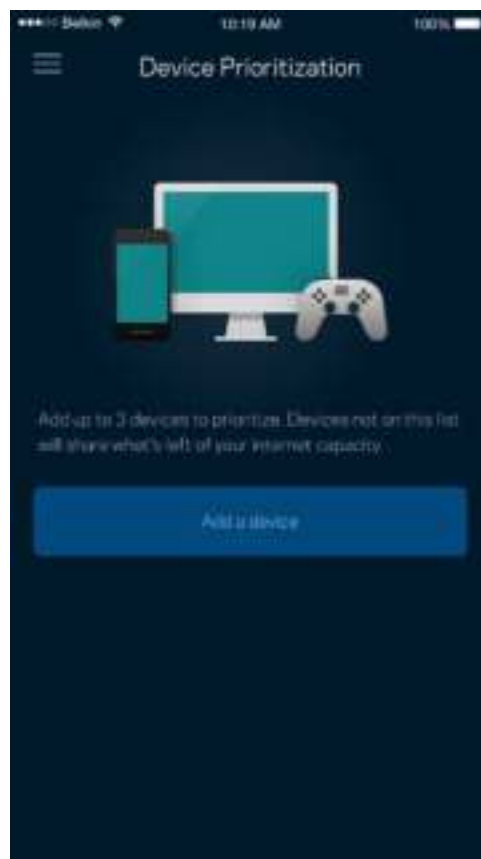 Belkin
10:19 AM
100%
Device Prioritization
Add up to 3 devices to prioritize. Devices not on this list
will share what's left of your internet capacity.
Add a device